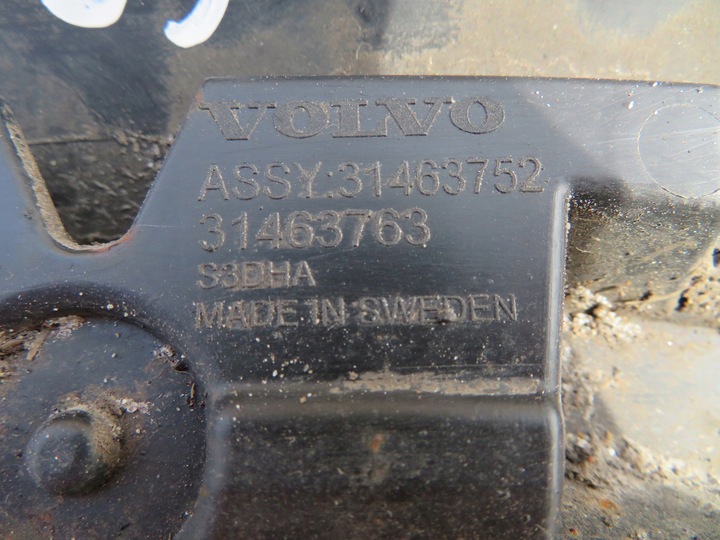 VOLVO
ASSY.:31463752
31463763
S3DHA
MADE IN SWEDEN